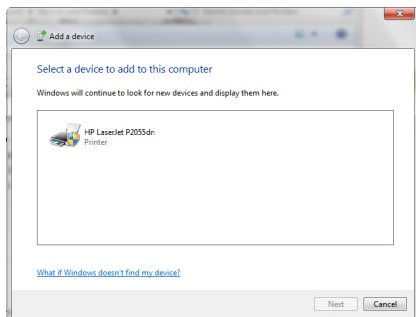 Add a device
Select a device to add to this computer
Windows will continue to look for new devices and display them here.
HP LaserJet P2055dn
Printer
What if Windows doesn't find my device?
Next
Cancel